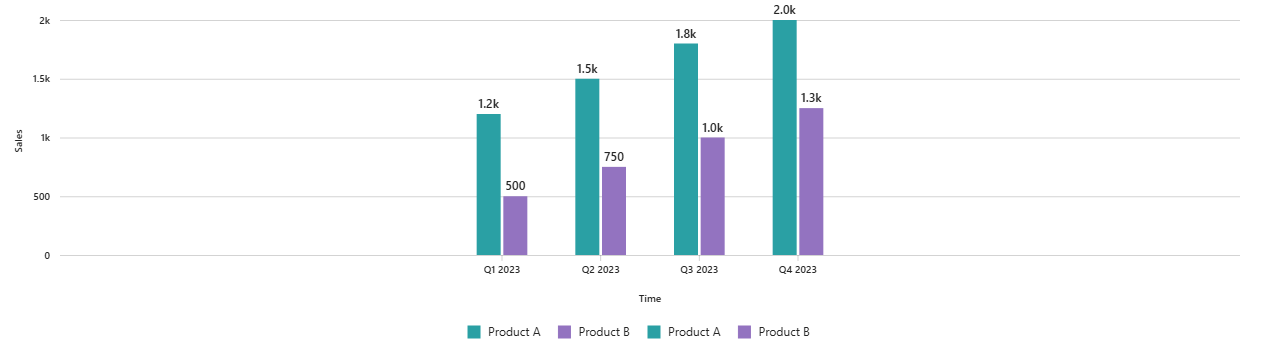 2.0k
2k
1.8k
1.5k
1.5k
1.3k
1.2k
1k
1.0k
Sales
750
500
500
0
Q1 2023 Q2 2023 Q3 2023 Q4 2023
Time
Product A Product B Product A Product B